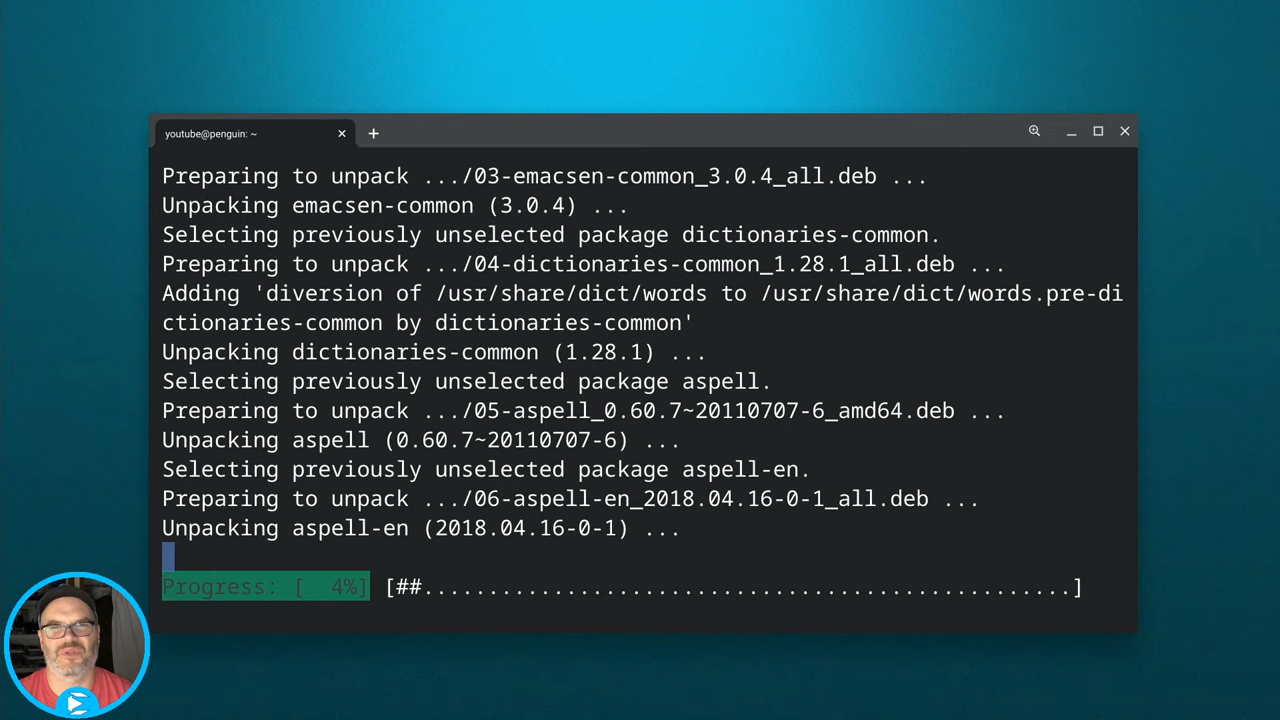 youtube@penguin: ~
Preparing to unpack .../03-emacsen-common_3.0.4_all.deb ...
Unpacking emacsen-common (3.0.4) ...
Selecting previously unselected package dictionaries-common.
Preparing to unpack .../04-dictionaries-common_1.28.1_all.deb ...
Adding 'diversion of /usr/share/dict/words to /usr/share/dict/words.pre-di
ctionaries-common by dictionaries-common'
Unpacking dictionaries-common (1.28.1) ...
Selecting previously unselected package aspell.
Preparing to unpack .../05-aspell_0.60.7~20110707-6_amd64.deb ...
Unpacking aspell (0.60.7~20110707-6) ...
Selecting previously unselected package aspell-en.
Preparing to unpack .../06-aspell-en_2018.04.16-0-1_all.deb ...
Unpacking aspell-en (2018.04.16-0-1) ...
Progress: [  4%] [##..................................................]